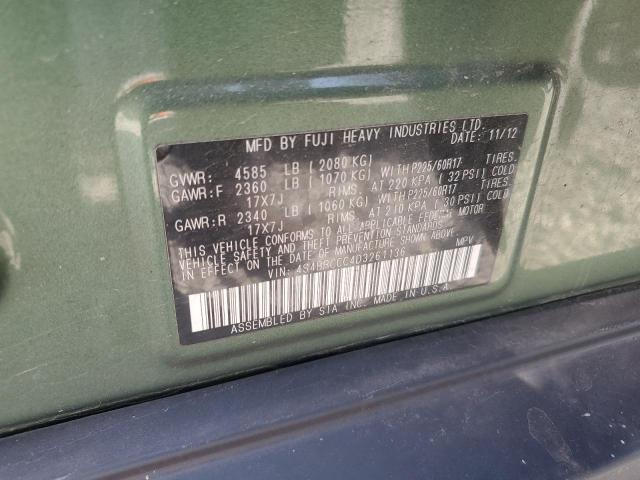 MFD BY FUJI HEAVY INDUSTRIES LTD.
DATE: 11/12
GVWR: 4585 LB [ 2080 KG]
GAWR:F 2360 LB [ 1070 KG] WITH P225/60R17 TIRES.
17X7J RIMS. AT 220 KPA [ 32 PSI] COLD
GAWR:R 2340 LB [ 1060 KG] WITH P225/60R17 TIRES.
17X7J RIMS. AT 210 KPA [ 30 PSI] COLD
THIS VEHICLE CONFORMS TO ALL APPLICABLE FEDERAL MOTOR
VEHICLE SAFETY AND THEFT PREVENTION STANDARDS
IN EFFECT ON THE DATE OF MANUFACTURE SHOWN ABOVE.
VIN: 4S4BRCCC4D3261136 MPV
ASSEMBLED BY SIA INC. MADE IN U.S.A